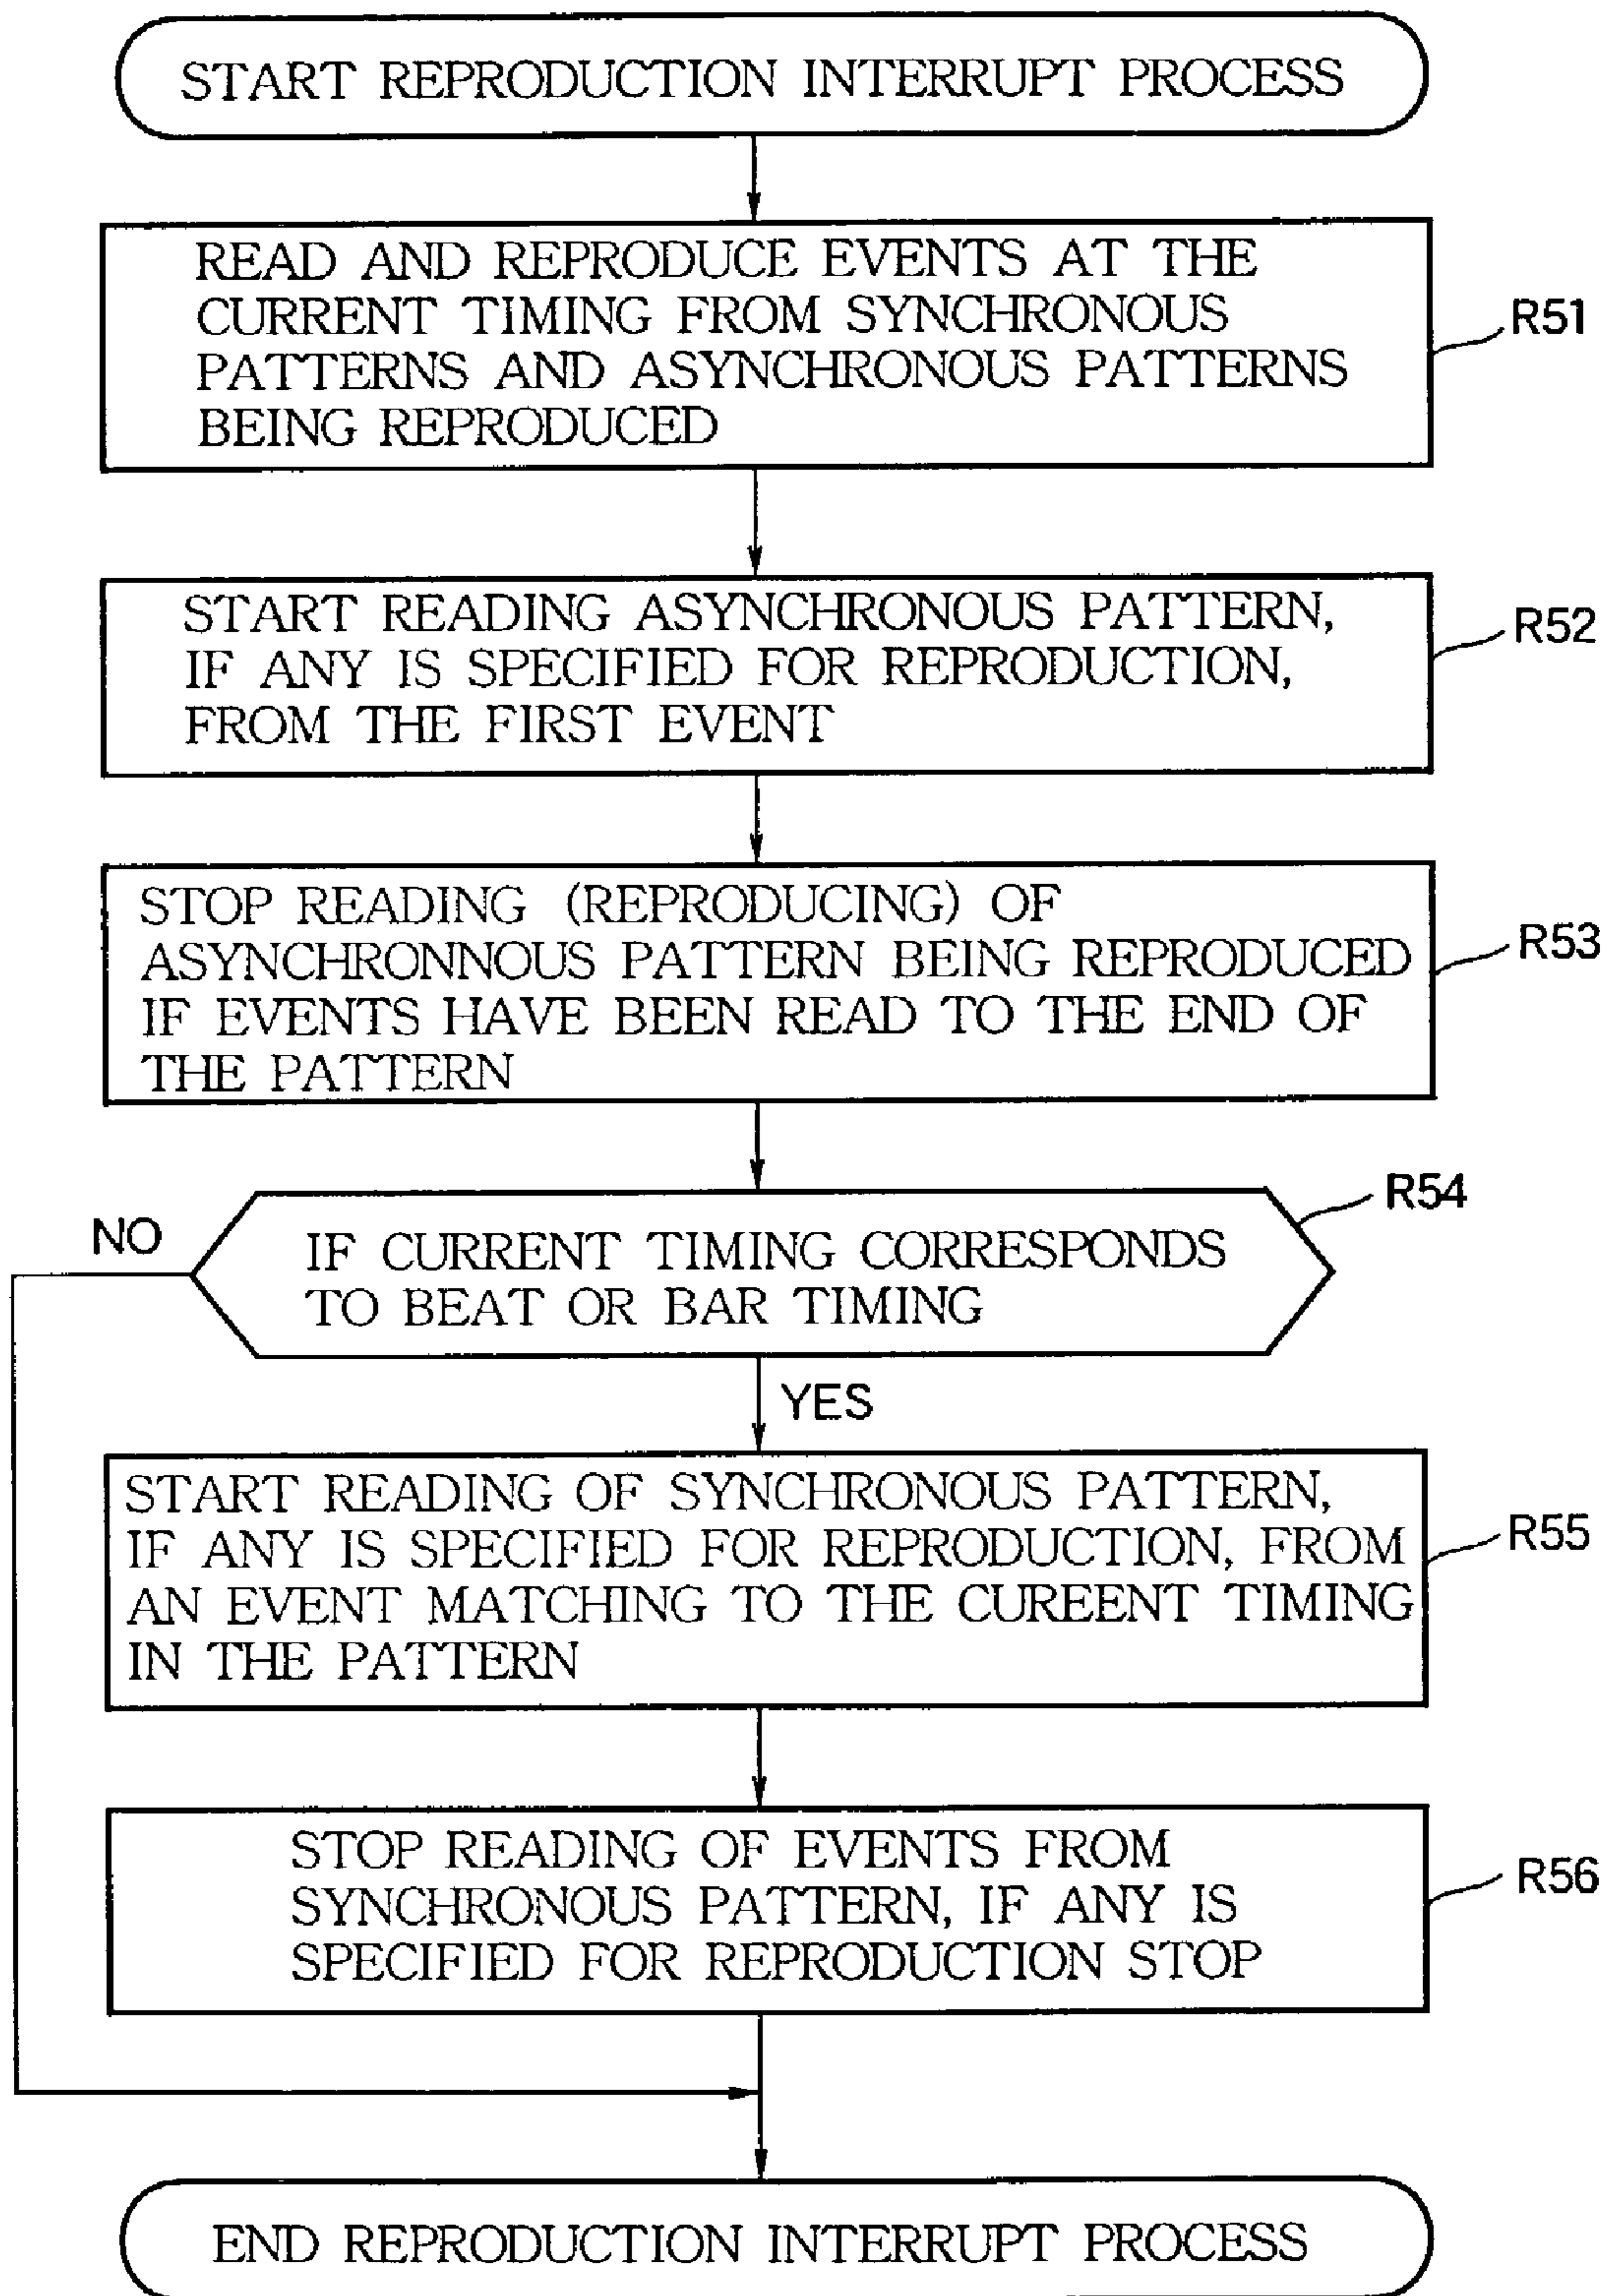 START REPRODUCTION INTERRUPT PROCESS
READ AND REPRODUCE EVENTS AT THE
CURRENT TIMING FROM SYNCHRONOUS
PATTERNS AND ASYNCHRONOUS PATTERNS
BEING REPRODUCED
R51
START READING ASYNCHRONOUS PATTERN,
IF ANY IS SPECIFIED FOR REPRODUCTION,
FROM THE FIRST EVENT
R52
STOP READING (REPRODUCING) OF
ASYNCHRONNOUS PATTERN BEING REPRODUCED
IF EVENTS HAVE BEEN READ TO THE END OF
THE PATTERN
R53
R54
NO
IF CURRENT TIMING CORRESPONDS
TO BEAT OR BAR TIMING
YES
START READING OF SYNCHRONOUS PATTERN,
IF ANY IS SPECIFIED FOR REPRODUCTION, FROM
AN EVENT MATCHING TO THE CUREENT TIMING
IN THE PATTERN
R55
STOP READING OF EVENTS FROM
SYNCHRONOUS PATTERN, IF ANY IS
SPECIFIED FOR REPRODUCTION STOP
R56
END REPRODUCTION INTERRUPT PROCESS